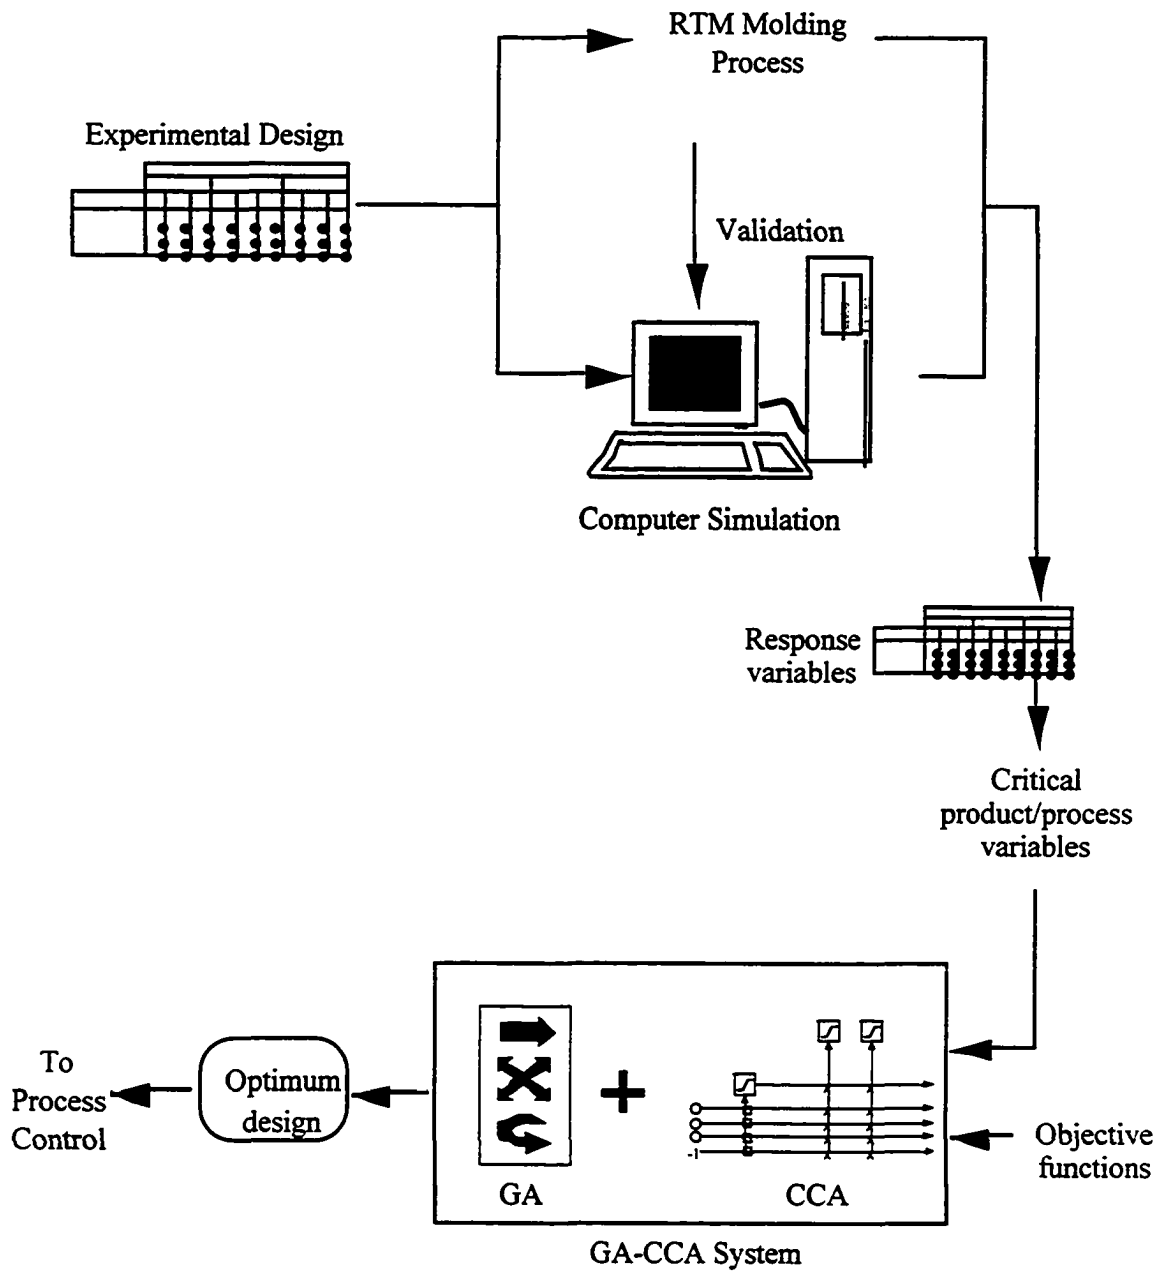 RTM Molding
Process
Experimental Design
Validation
Computer Simulation
Response
variables
Critical
product/process
variables
To
Process
Control
Optimum
design
-1
GA
CCA
Objective
functions
GA-CCA System